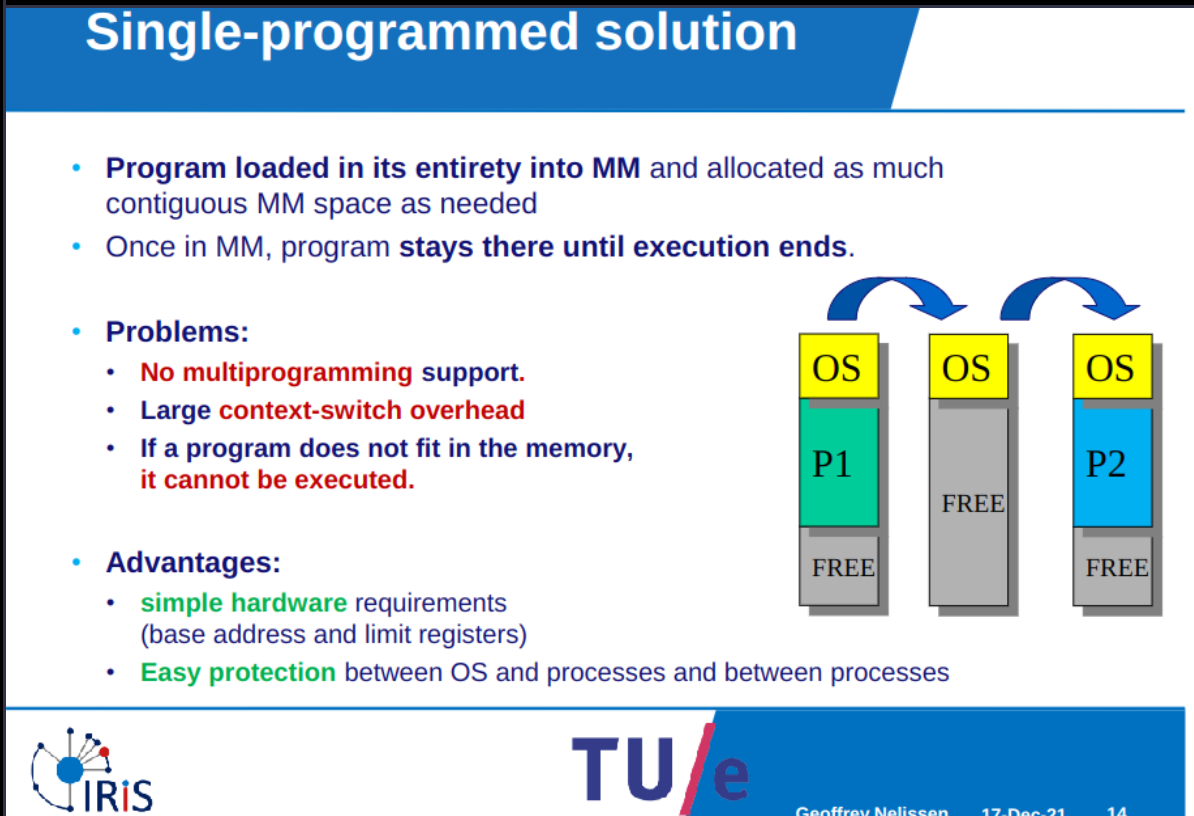 Single-programmed solution
• Program loaded in its entirety into MM and allocated as much
contiguous MM space as needed
• Once in MM, program stays there until execution ends.
• Problems:
• No multiprogramming support.
• Large context-switch overhead
• If a program does not fit in the memory,
it cannot be executed.
• Advantages:
• simple hardware requirements
(base address and limit registers)
• Easy protection between OS and processes and between processes
OS
P1
FREE
OS
FREE
OS
P2
FREE
IRiS
TU/e
Geoffrey Nelissen 17-Dec-21 14